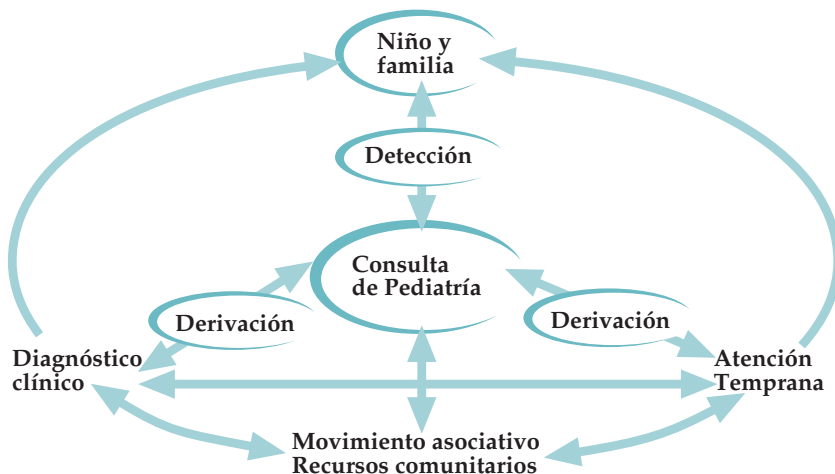 Niño y
familia
Detección
Consulta
de Pediatría
Derivación
Derivación
Diagnóstico
clínico
Atención
Temprana
Movimiento asociativo
Recursos comunitarios